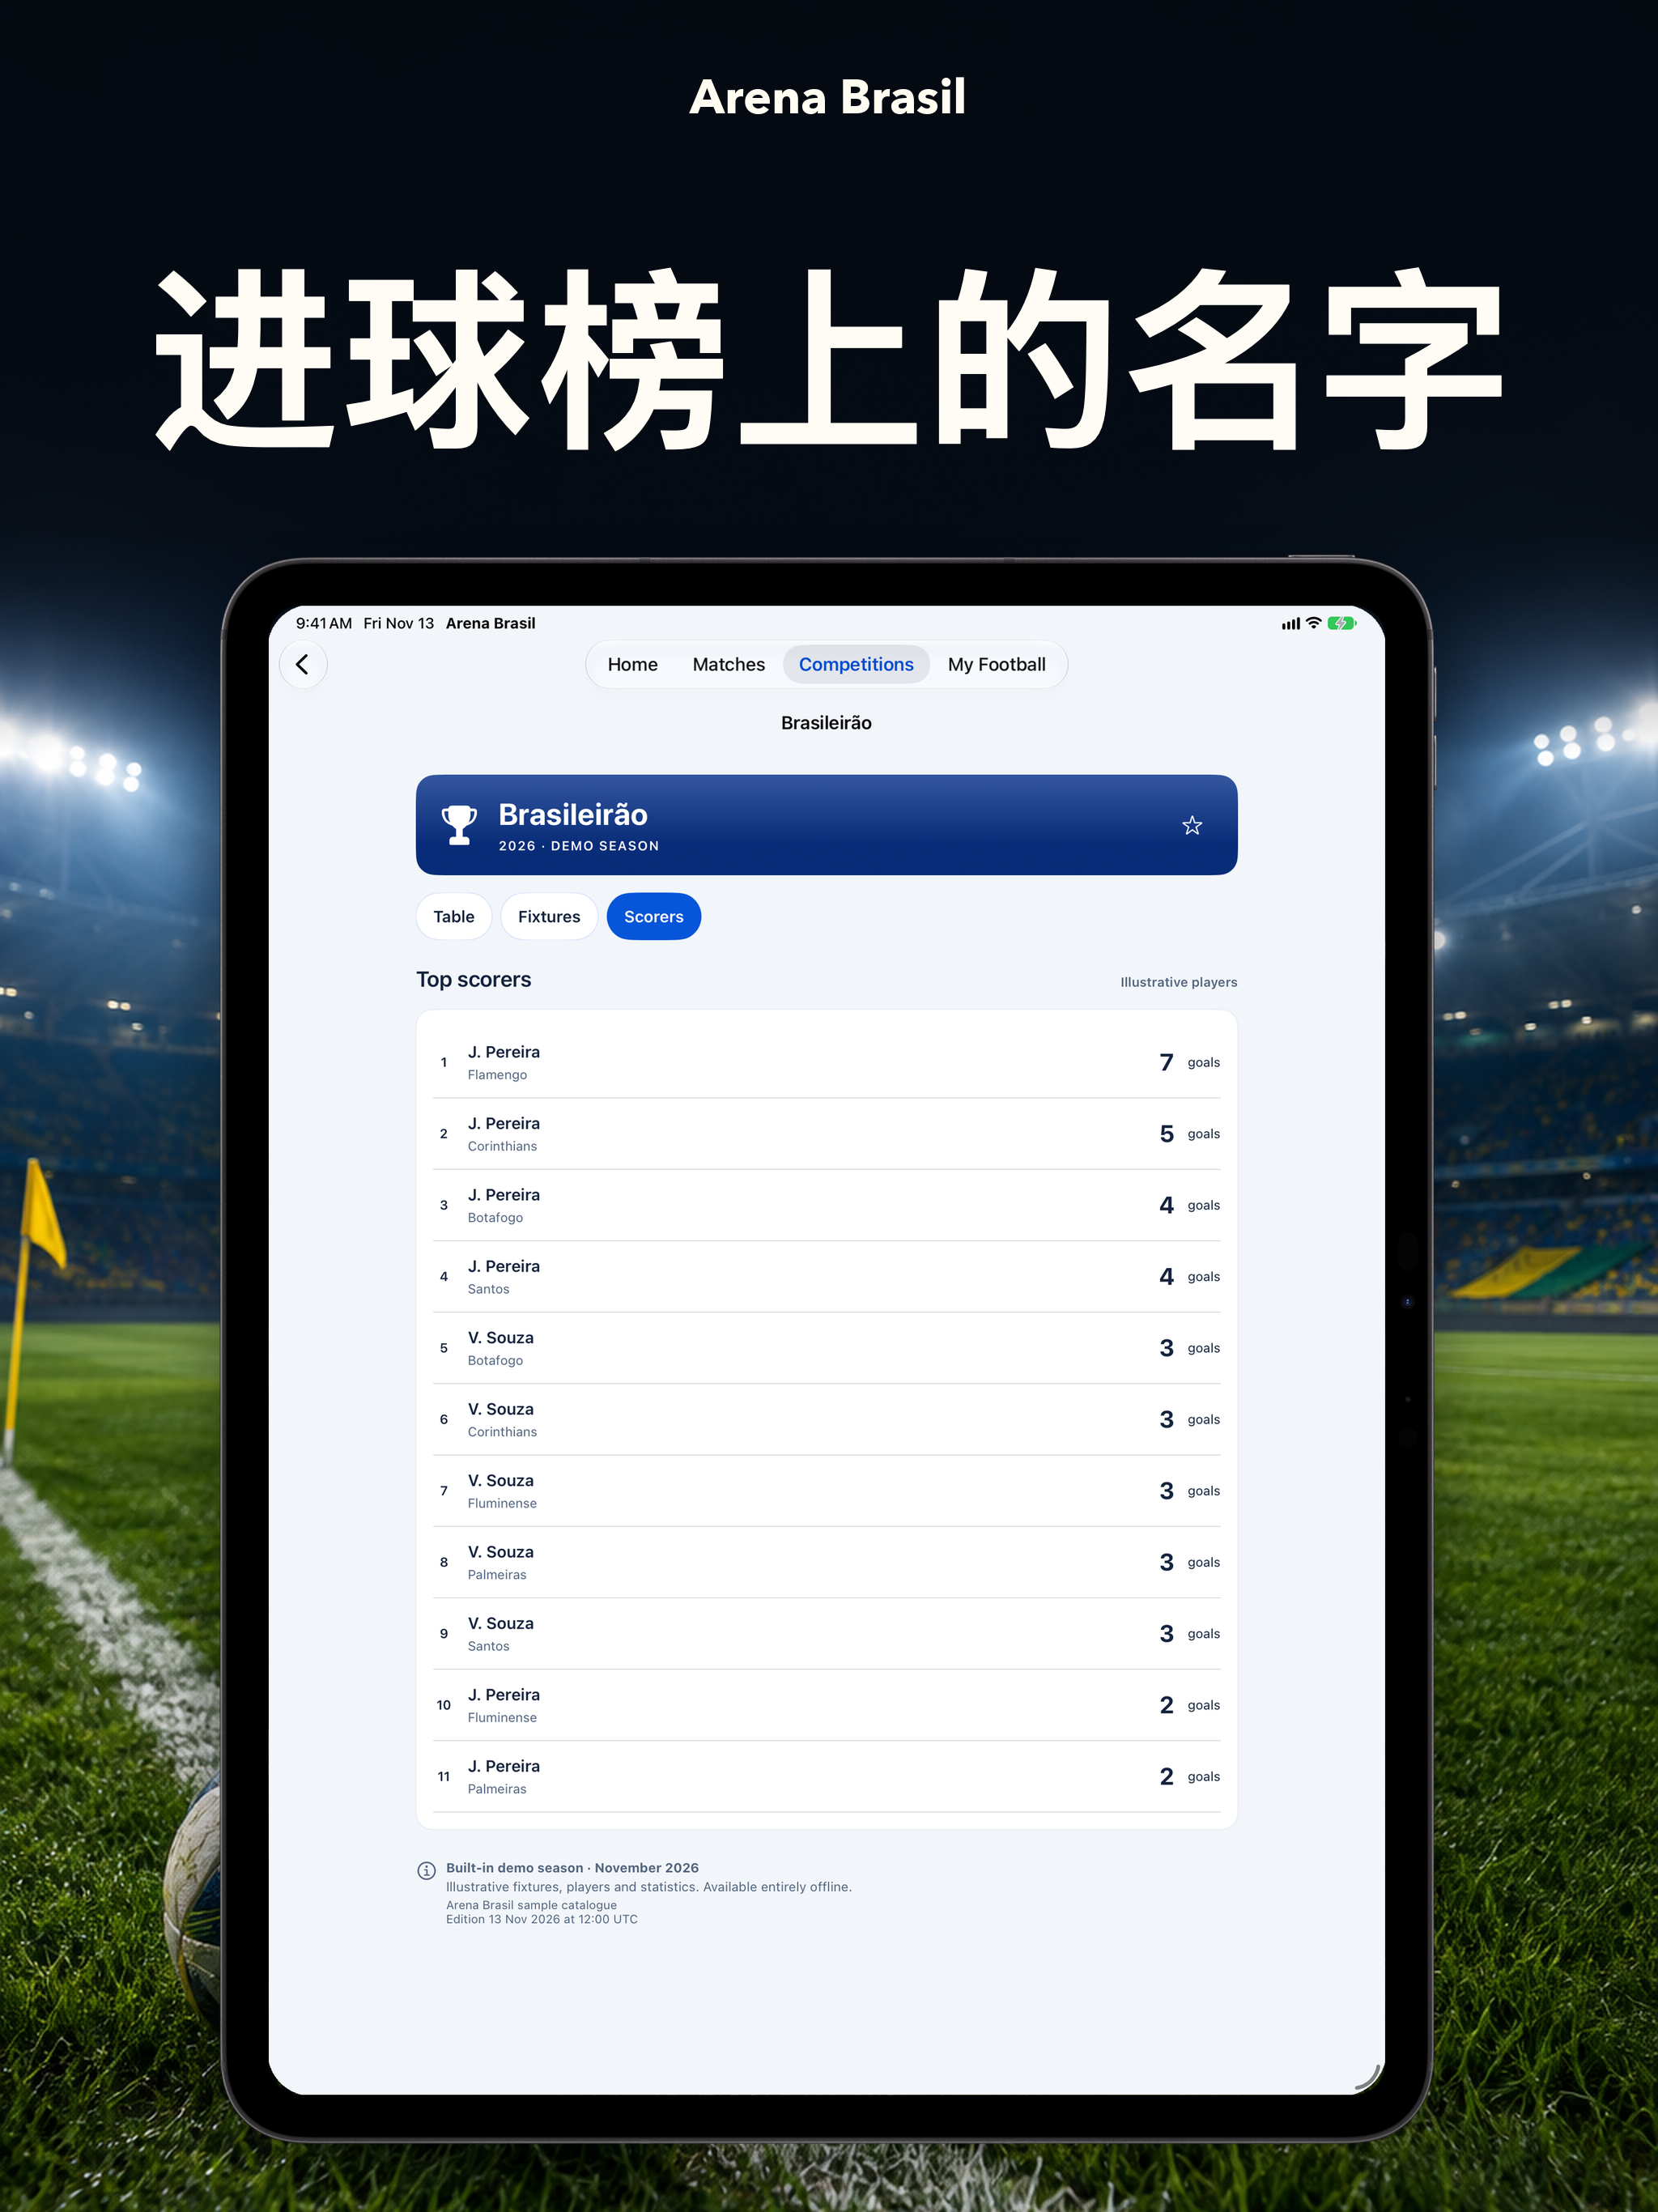 Arena Brasil
进球榜上的名字
9:41 AM Fri Nov 13 Arena Brasil
Home Matches Competitions My Football
Brasileirão
Brasileirão
2026 · DEMO SEASON
Table Fixtures Scorers
Top scorers Illustrative players
1 J. Pereira 7 goals
Flamengo
2 J. Pereira 5 goals
Corinthians
3 J. Pereira 4 goals
Botafogo
4 J. Pereira 4 goals
Santos
5 V. Souza 3 goals
Botafogo
6 V. Souza 3 goals
Corinthians
7 V. Souza 3 goals
Fluminense
8 V. Souza 3 goals
Palmeiras
9 V. Souza 3 goals
Santos
10 J. Pereira 2 goals
Fluminense
11 J. Pereira 2 goals
Palmeiras
Built-in demo season · November 2026
Illustrative fixtures, players and statistics. Available entirely offline.
Arena Brasil sample catalogue
Edition 13 Nov 2026 at 12:00 UTC